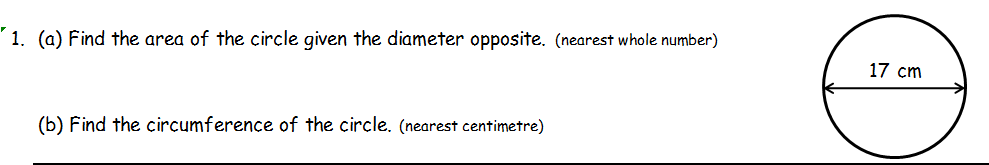 1. (a) Find the area of the circle given the diameter opposite. (nearest whole number)
17 cm
(b) Find the circumference of the circle. (nearest centimetre)